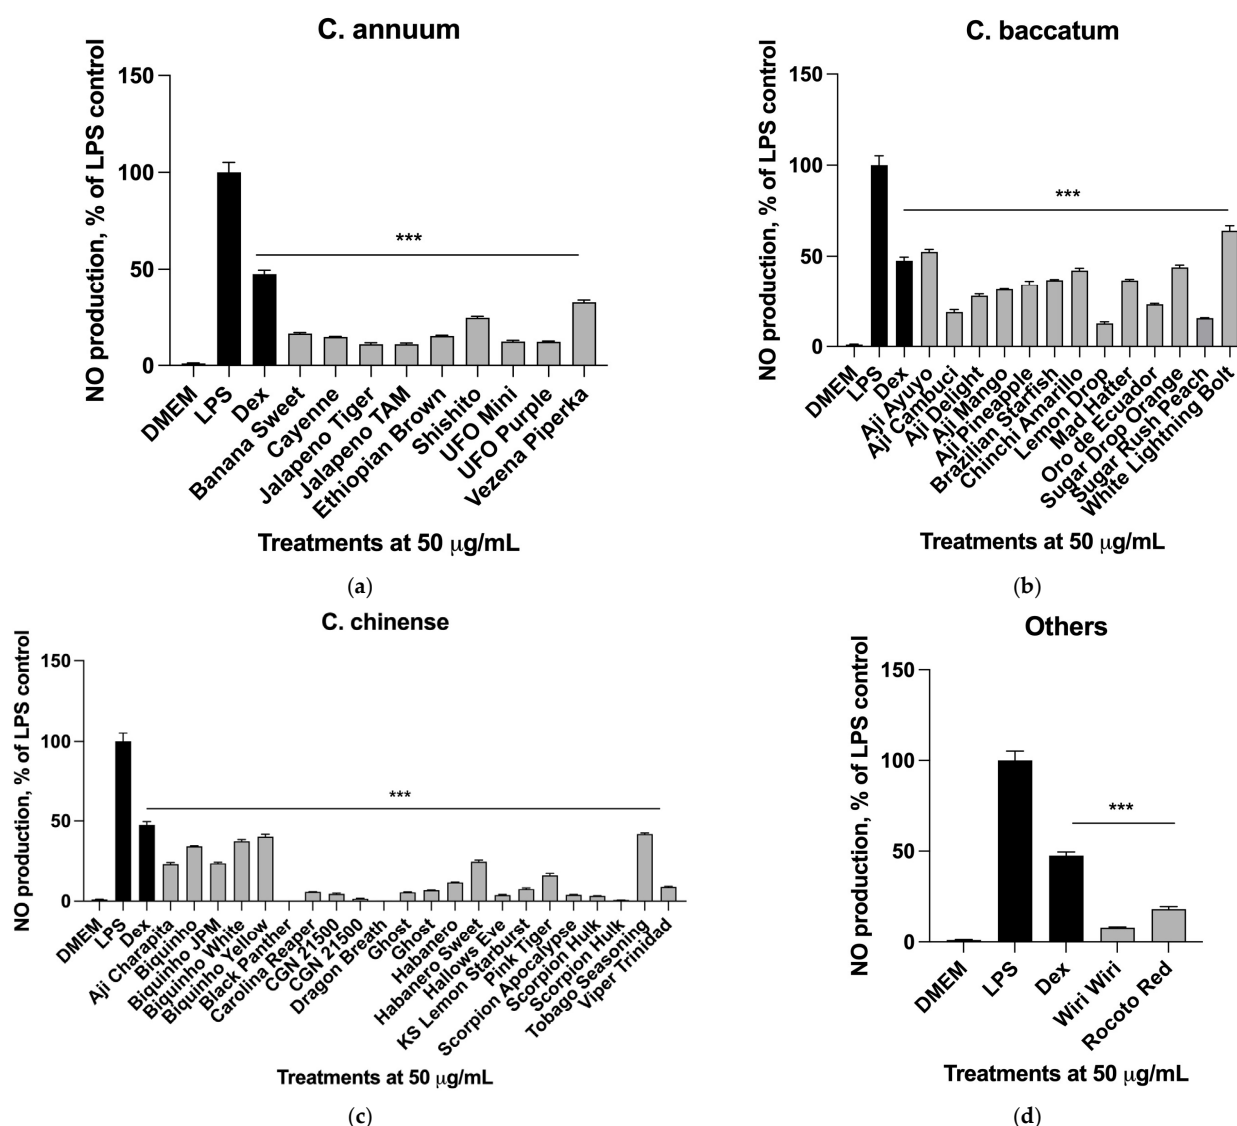 C. annuum
NO production, % of LPS control
150
100
50
0
***
DMEM
LPS
Dex
Banana Sweet
Cayenne
Jalapeno Tiger
Jalapeno TAM
Ethiopian Brown
Shishito
UFO Mini
UFO Purple
Vezena Piperka
Treatments at 50 μg/mL
(a)
C. baccatum
NO production, % of LPS control
150
100
50
0
***
DMEM
LPS
Dex
Aji Ayuyo
Aji Cambuci
Aji Delight
Aji Mango
Aji Pineapple
Brazilian Starfish
Chinchi Amarillo
Lemon Drop
Mad Hatter
Oro de Ecuador
Sugar Drop Orange
Sugar Rush Peach
White Lightning Bolt
Treatments at 50 μg/mL
(b)
C. chinense
NO production, % of LPS control
150
100
50
0
***
DMEM
LPS
Dex
Aji Charapita
Biquinho
Biquinho JPM
Biquinho White
Biquinho Yellow
Black Panther
Carolina Reaper
CGN 21500
CGN 21500
Dragon Breath
Ghost
Ghost
Habanero
Habanero Sweet
Hallows Eve
KS Lemon Starburst
Pink Tiger
Scorpion Apocalypse
Scorpion Hulk
Scorpion Hulk
Tobago Seasoning
Viper Trinidad
Treatments at 50 μg/mL
(c)
Others
NO production, % of LPS control
150
100
50
0
***
DMEM
LPS
Dex
Wiri Wiri
Rocoto Red
Treatments at 50 μg/mL
(d)